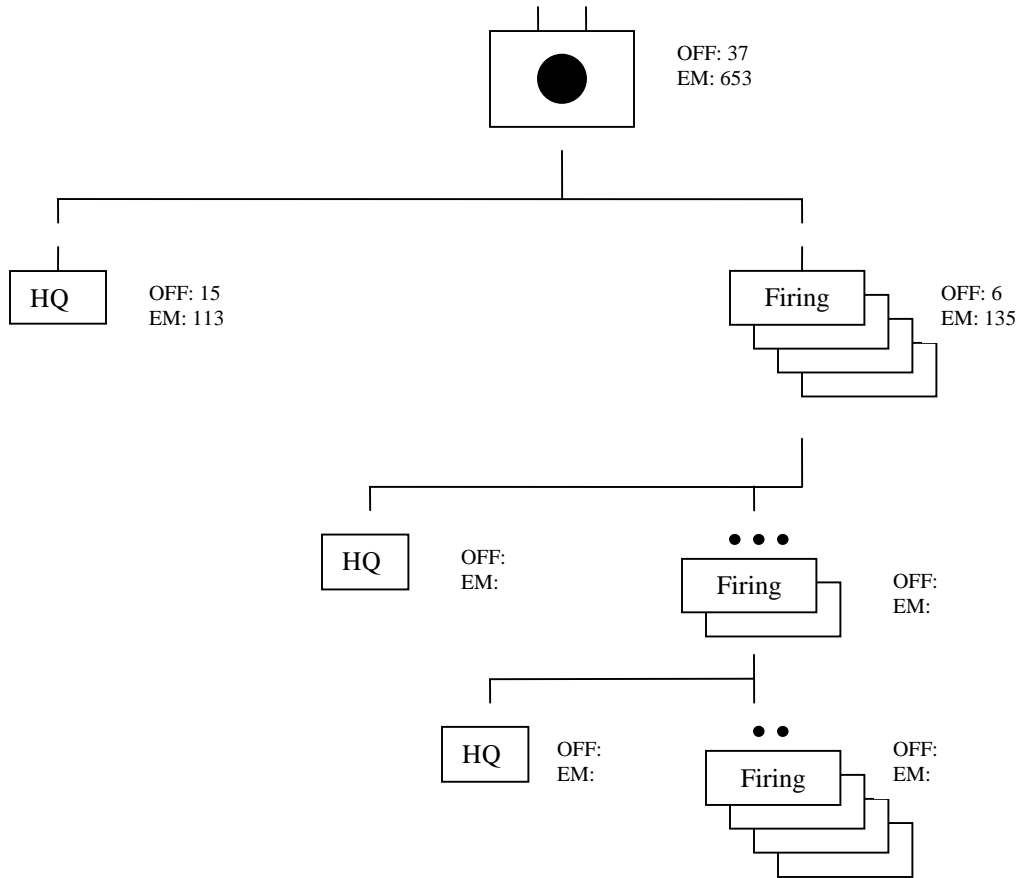 OFF: 37
EM: 653
HQ
OFF: 15
EM: 113
Firing
OFF: 6
EM: 135
HQ
OFF:
EM:
Firing
OFF:
EM:
HQ
OFF:
EM:
Firing
OFF:
EM: